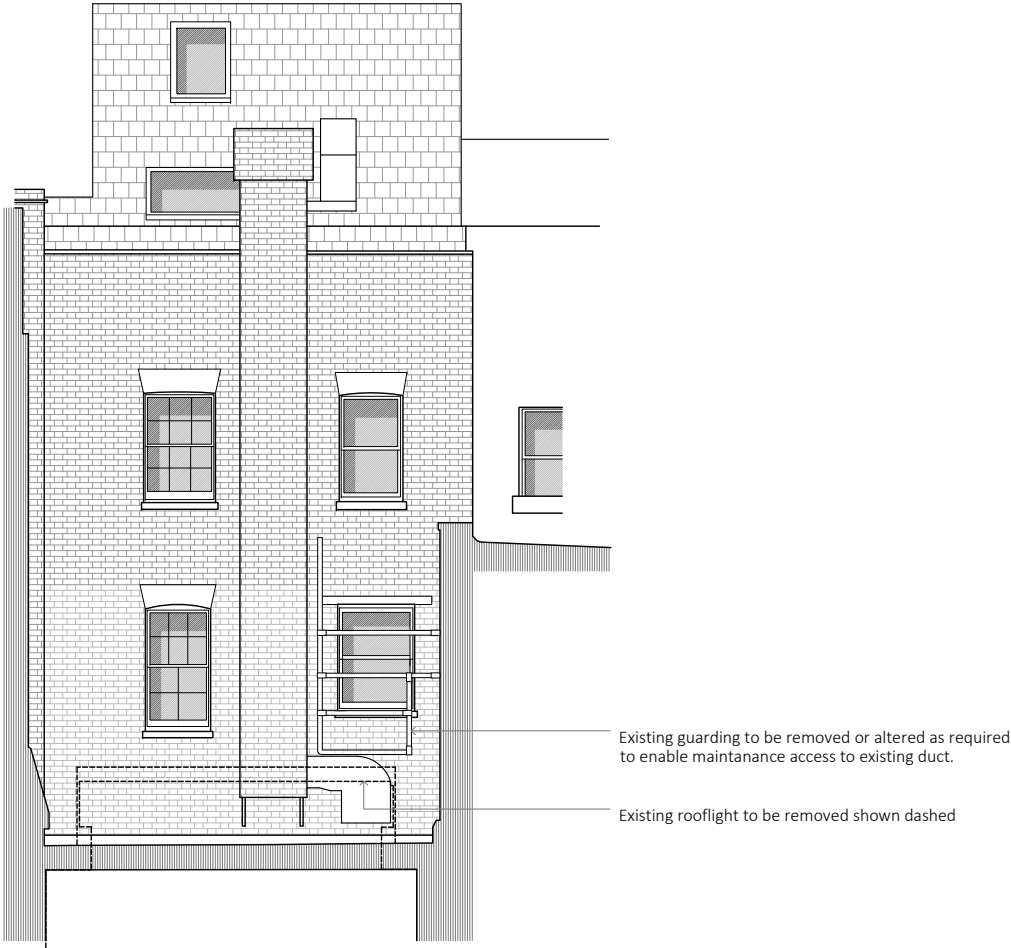 Existing guarding to be removed or altered as required
to enable maintanance access to existing duct.
Existing rooflight to be removed shown dashed